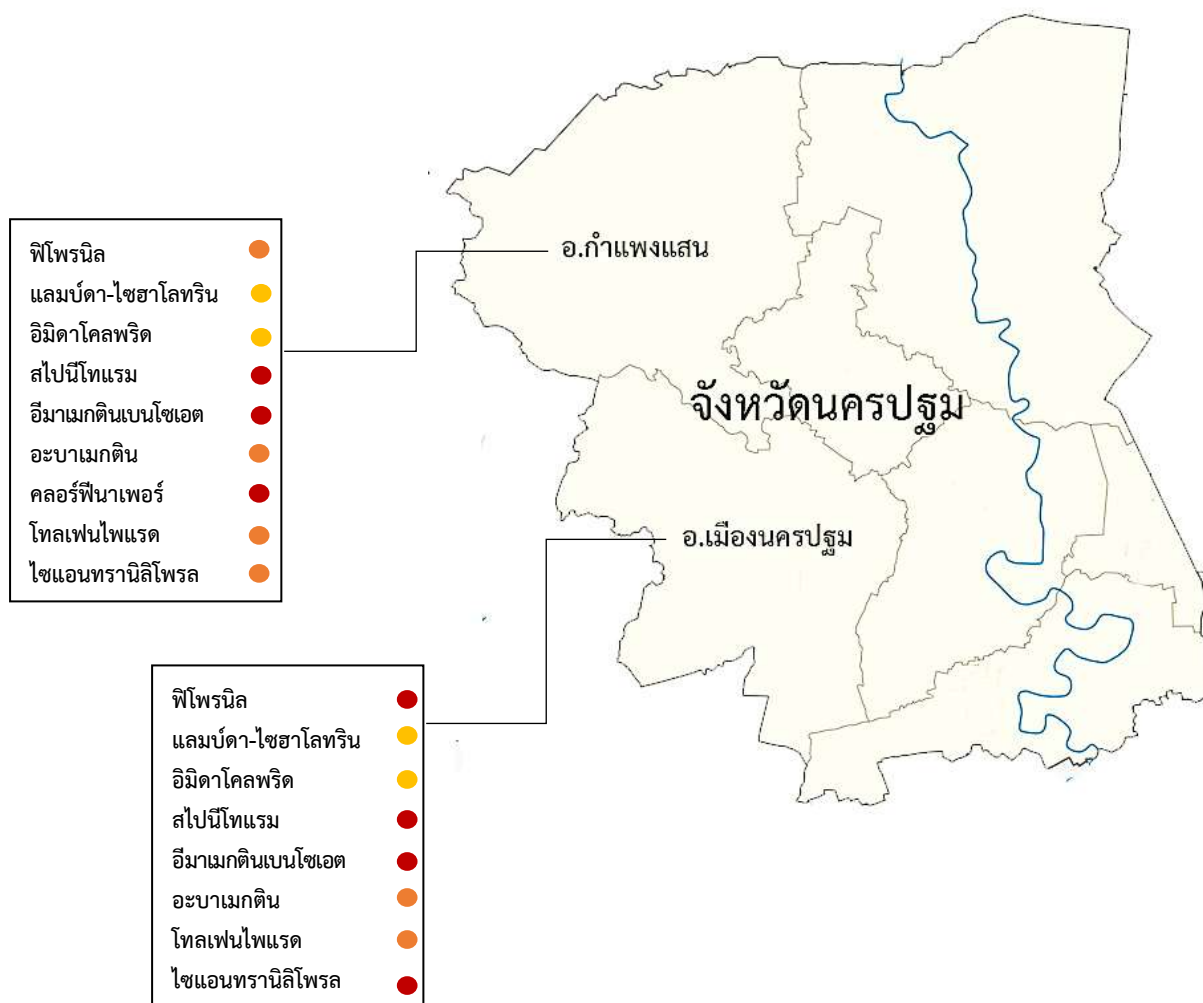 ฟิโพรนิล
แลมบ์ดา-ไซฮาโลทริน
อิมิดาโคลพริด
สไปนีโทแรม
อีมาเมกตินเบนโซเอต
อะบาเมกติน
คลอร์ฟีนาเพอร์
โทลเฟนไพแรด
ไซแอนทรานิลิโพรล
อ.กำแพงแสน
จังหวัดนครปฐม
อ.เมืองนครปฐม
ฟิโพรนิล
แลมบ์ดา-ไซฮาโลทริน
อิมิดาโคลพริด
สไปนีโทแรม
อีมาเมกตินเบนโซเอต
อะบาเมกติน
โทลเฟนไพแรด
ไซแอนทรานิลิโพรล